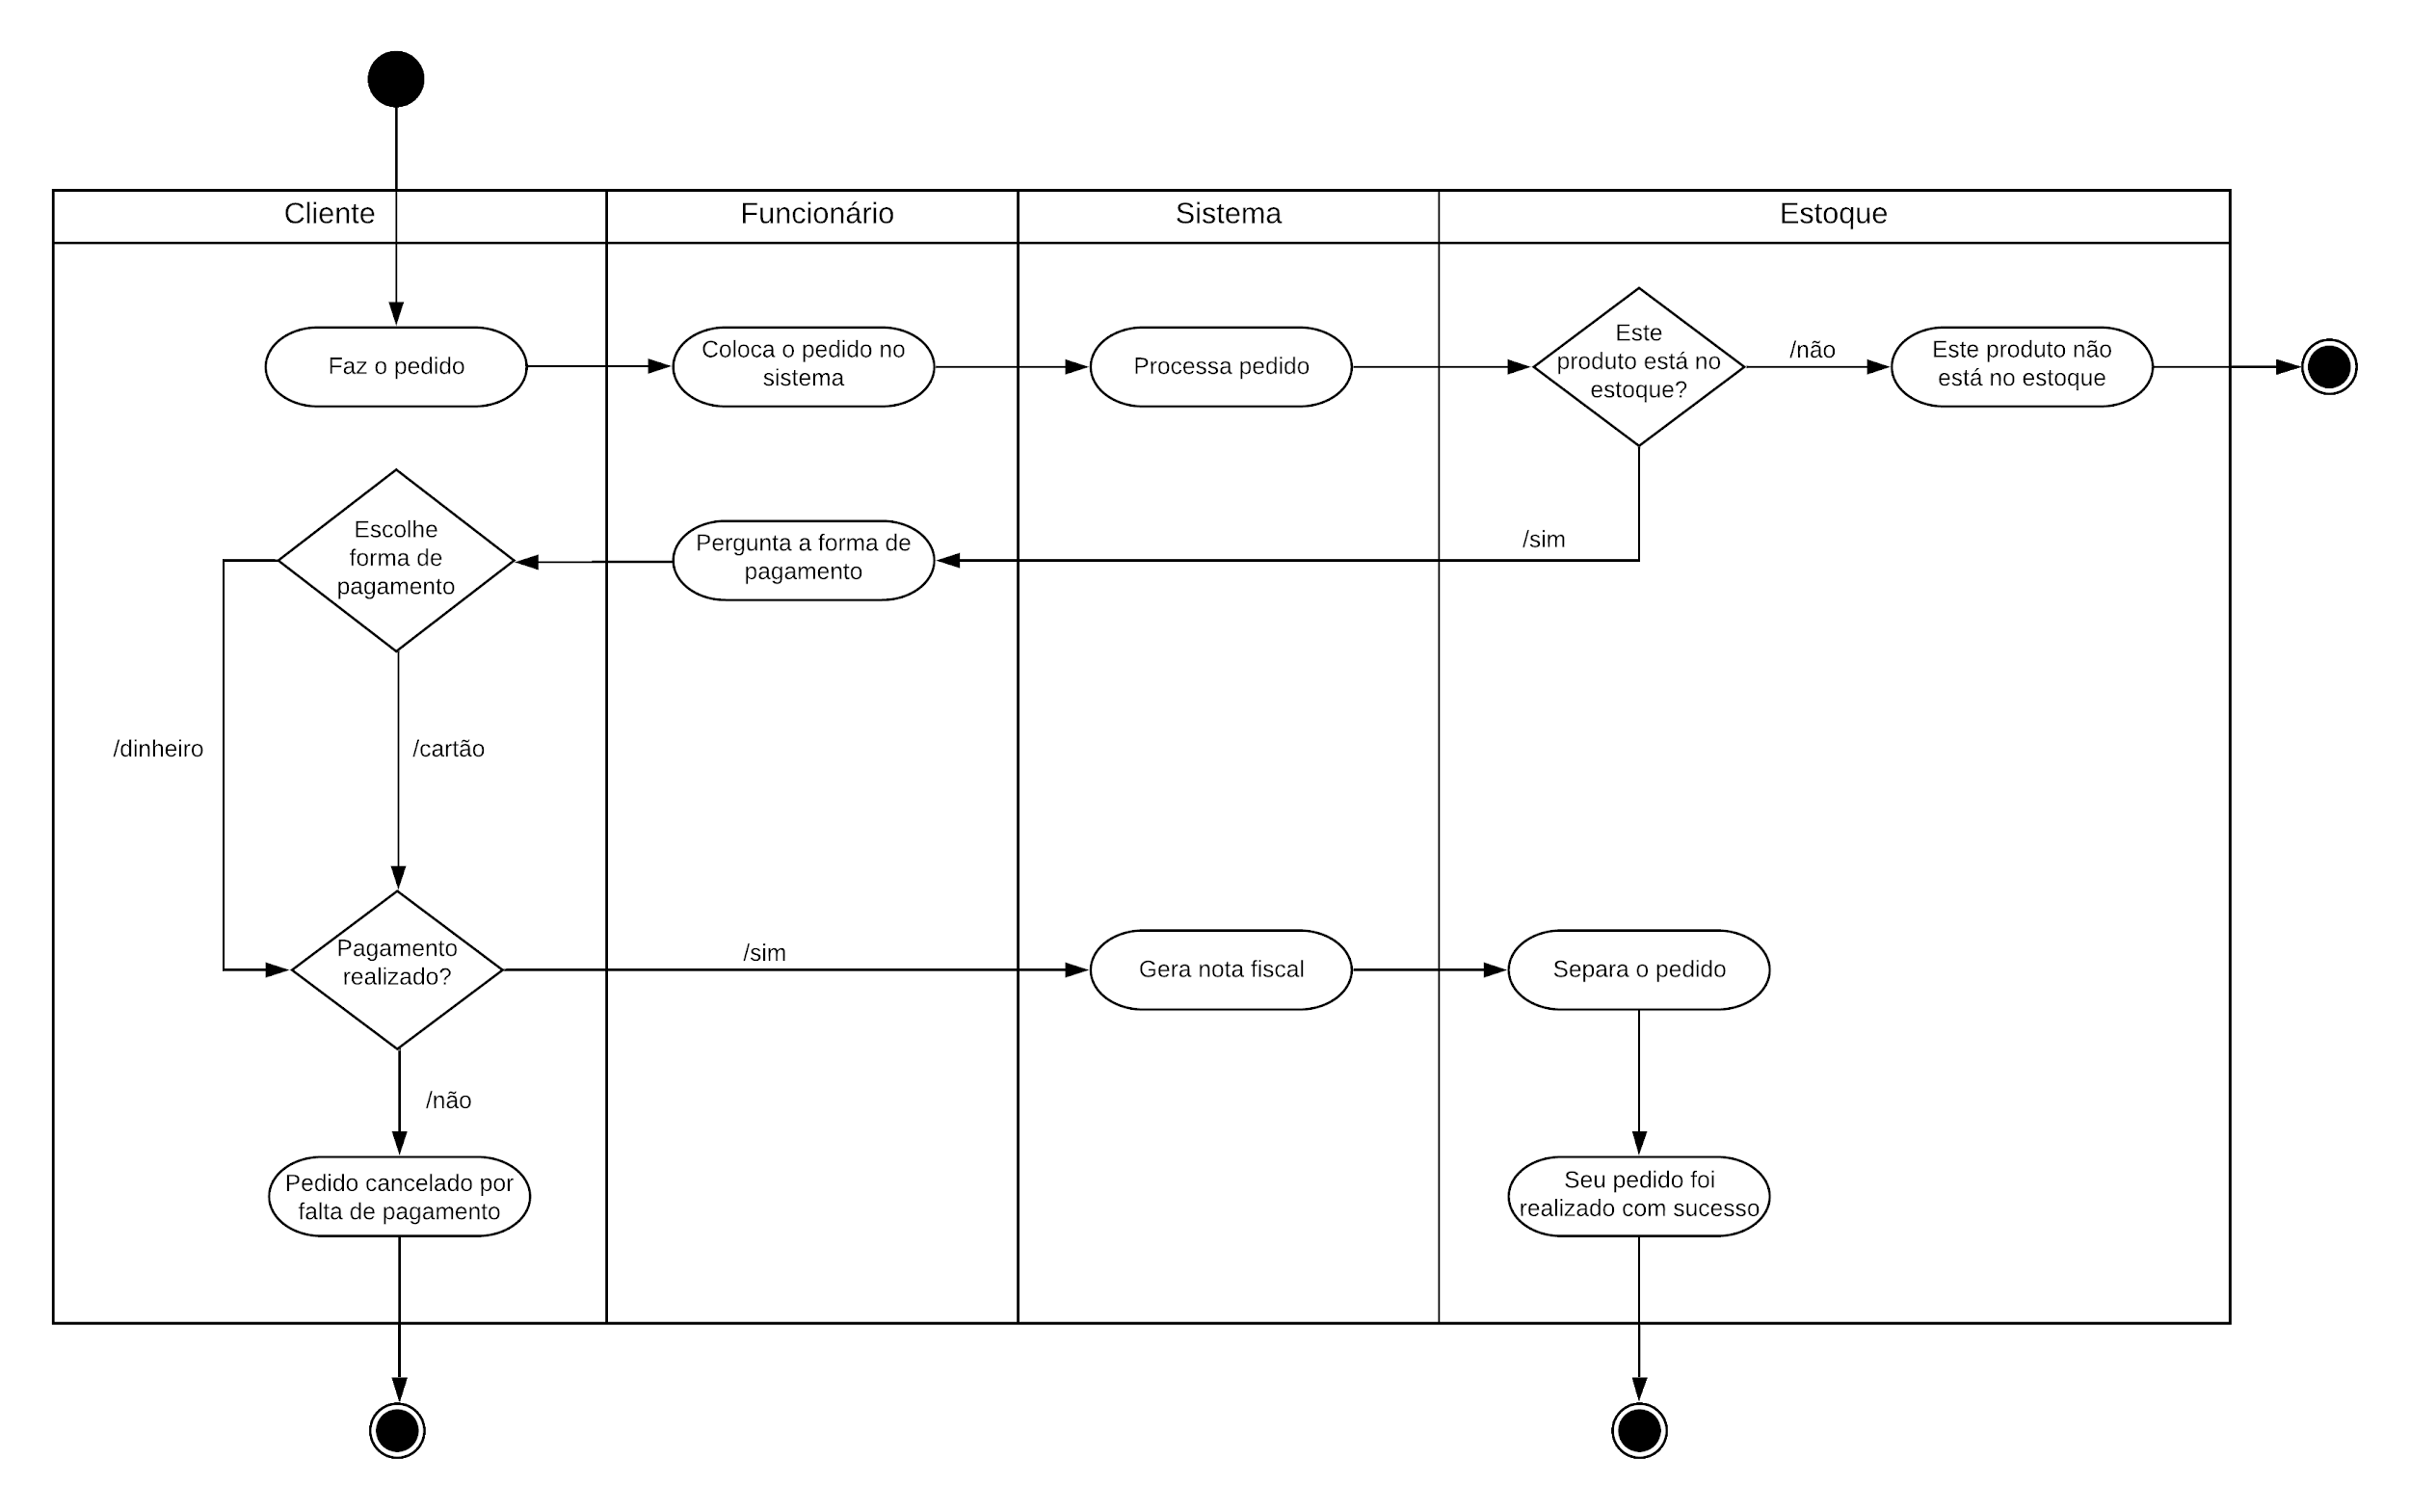 Cliente
Funcionário
Sistema
Estoque
Faz o pedido
Coloca o pedido no
sistema
Processa pedido
Este
produto está no
estoque?
/não
Este produto não
está no estoque
/sim
Pergunta a forma de
pagamento
Escolhe
forma de
pagamento
/dinheiro
/cartão
Pagamento
realizado?
/sim
Gera nota fiscal
Separa o pedido
/não
Pedido cancelado por
falta de pagamento
Seu pedido foi
realizado com sucesso